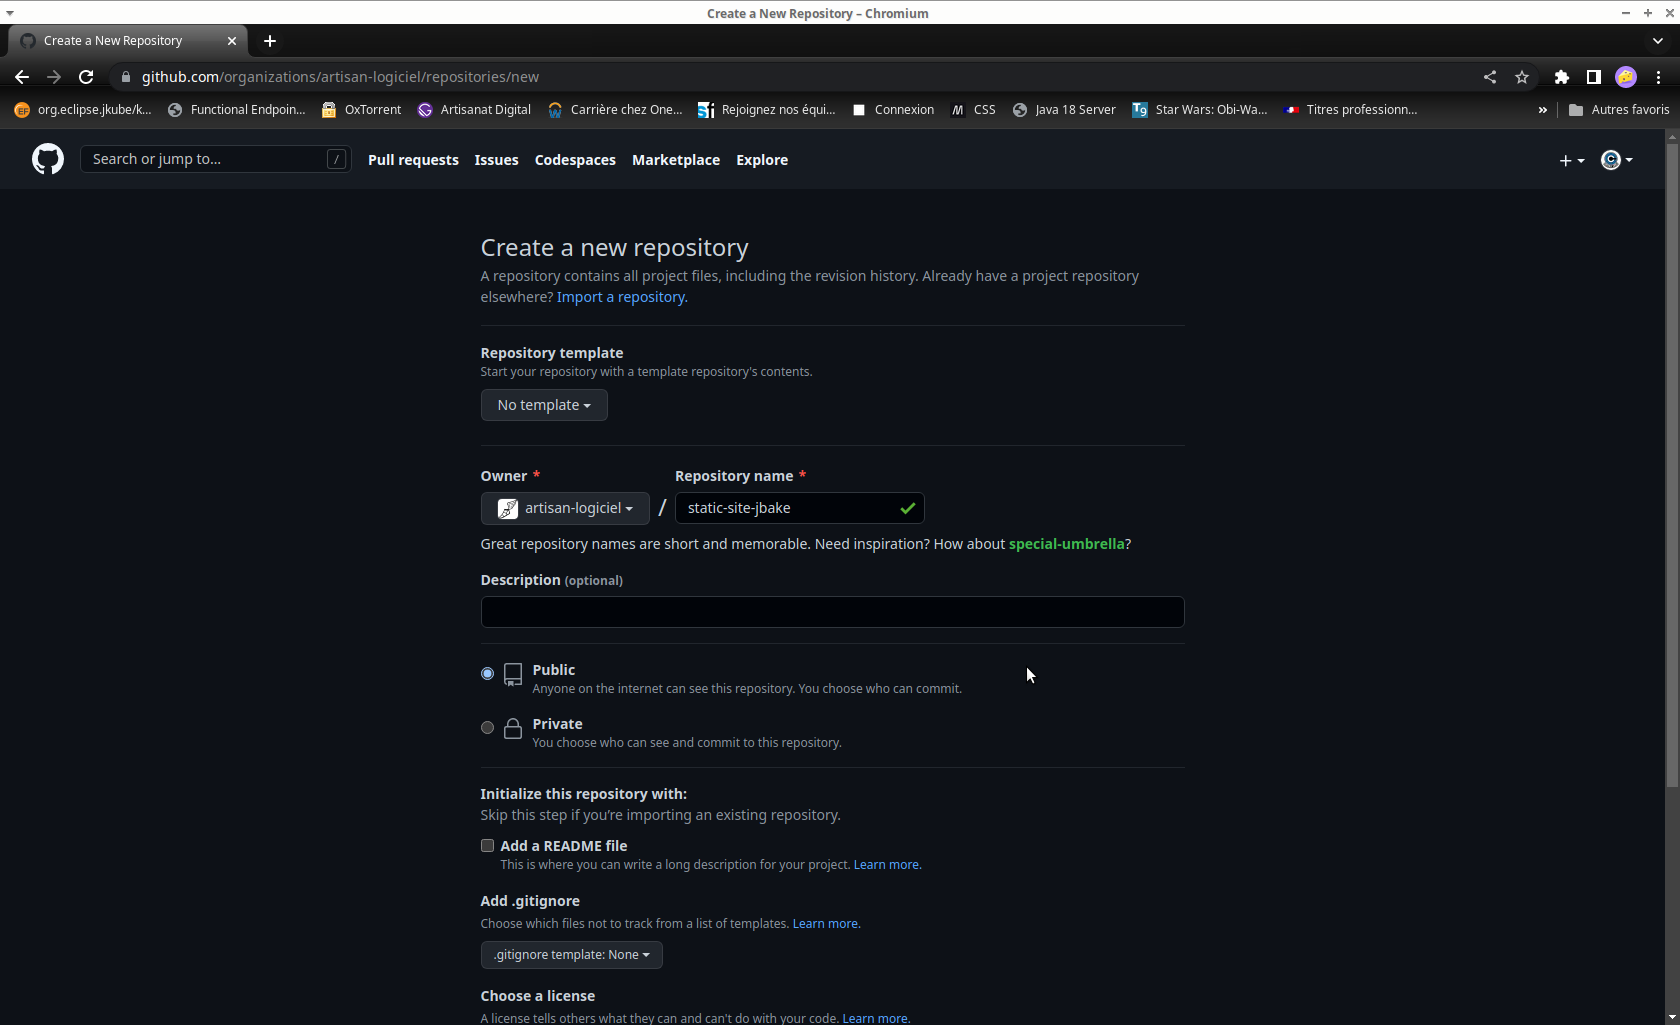 Create a New Repository – Chromium
Create a New Repository
github.com/organizations/artisan-logiciel/repositories/new
org.eclipse.jkube/k... Functional Endpoin... OxTorrent Artisanat Digital Carrière chez One... Rejoignez nos équi... Connexion CSS Java 18 Server Star Wars: Obi-Wa... Titres professionn... » Autres favoris
Search or jump to... / Pull requests Issues Codespaces Marketplace Explore
Create a new repository
A repository contains all project files, including the revision history. Already have a project repository
elsewhere? Import a repository.
Repository template
Start your repository with a template repository's contents.
No template
Owner * Repository name *
artisan-logiciel / static-site-jbake
Great repository names are short and memorable. Need inspiration? How about special-umbrella?
Description (optional)
Public
Anyone on the internet can see this repository. You choose who can commit.
Private
You choose who can see and commit to this repository.
Initialize this repository with:
Skip this step if you’re importing an existing repository.
Add a README file
This is where you can write a long description for your project. Learn more.
Add .gitignore
Choose which files not to track from a list of templates. Learn more.
.gitignore template: None
Choose a license
A license tells others what they can and can't do with your code. Learn more.